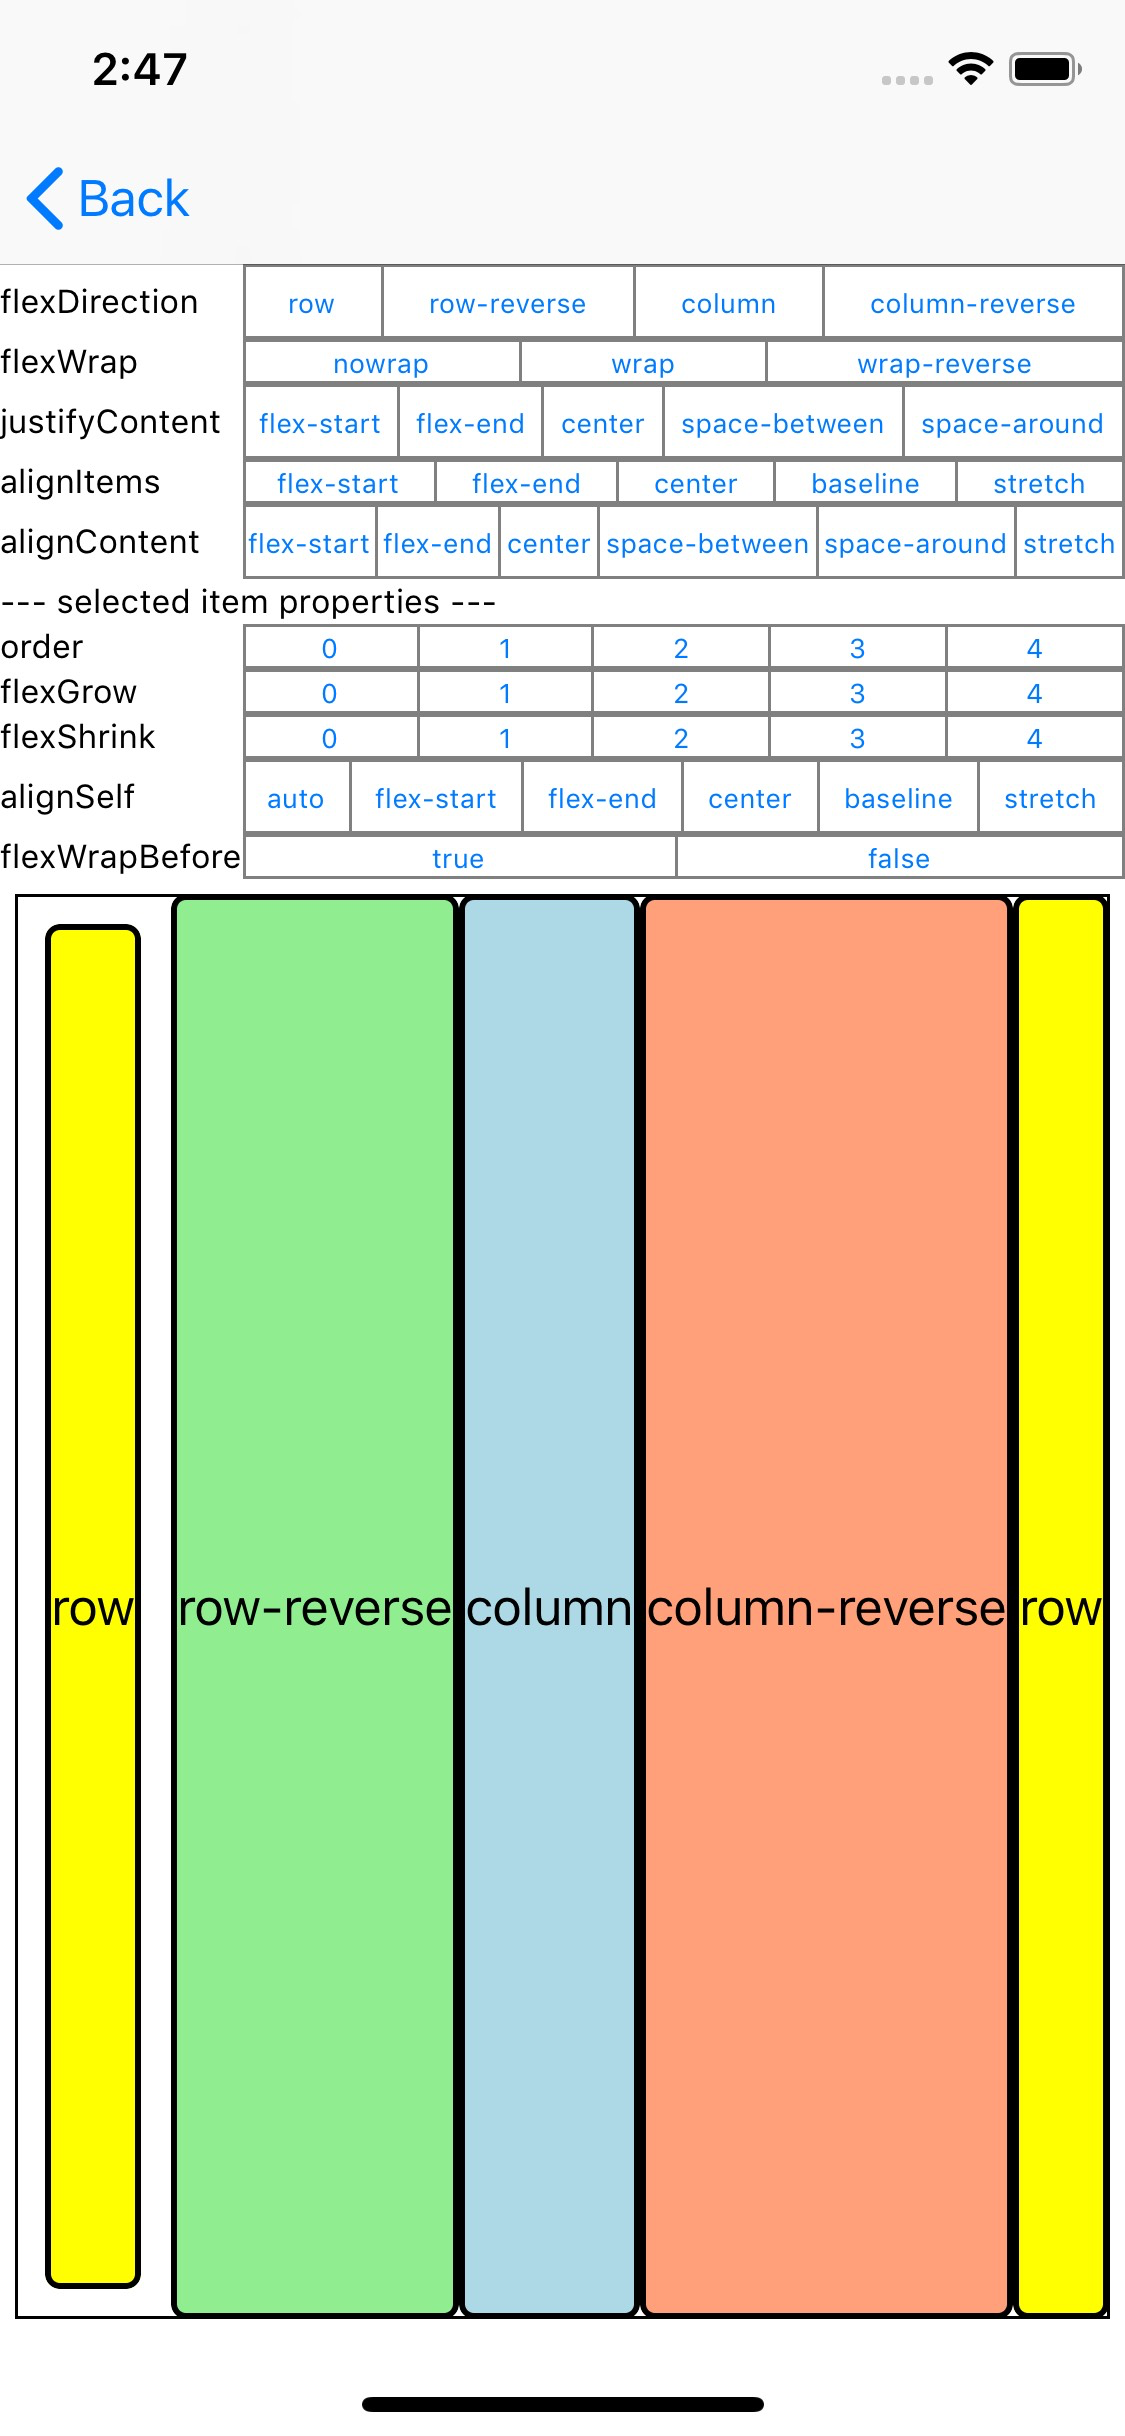 2:47
Back
flexDirection row row-reverse column column-reverse
flexWrap nowrap wrap wrap-reverse
justifyContent flex-start flex-end center space-between space-around
alignItems flex-start flex-end center baseline stretch
alignContent flex-start flex-end center space-between space-around stretch
--- selected item properties ---
order 0 1 2 3 4
flexGrow 0 1 2 3 4
flexShrink 0 1 2 3 4
alignSelf auto flex-start flex-end center baseline stretch
flexWrapBefore true false
row row-reverse column column-reverse row